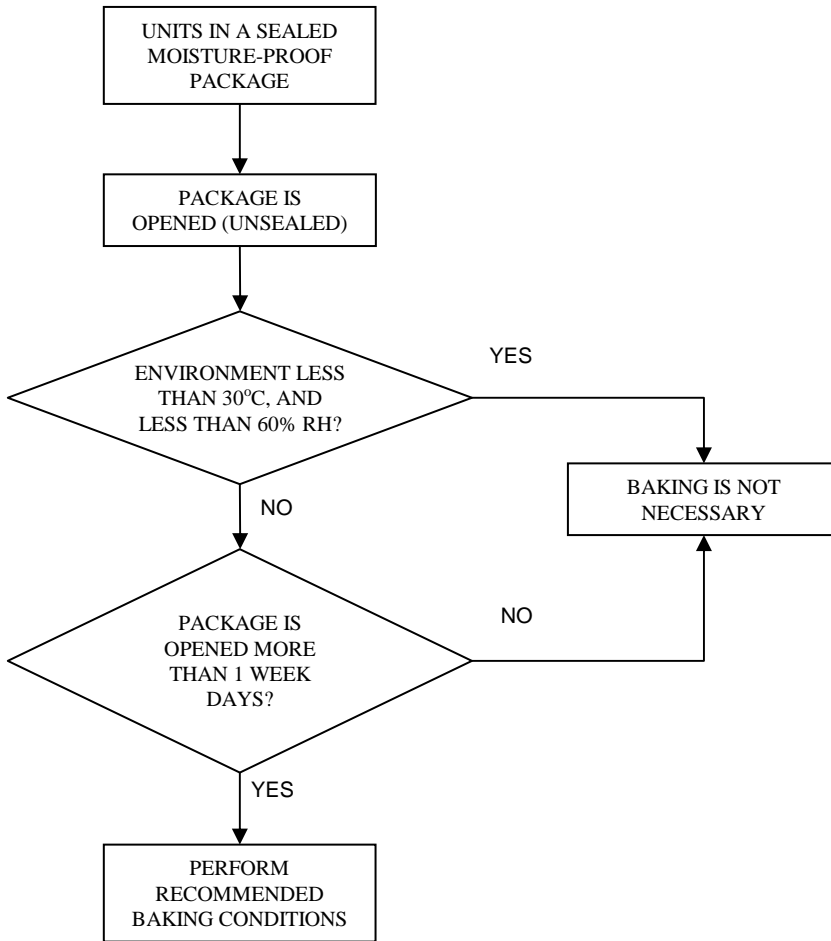 UNITS IN A SEALED
MOISTURE-PROOF
PACKAGE
PACKAGE IS
OPENED (UNSEALED)
ENVIRONMENT LESS
THAN 30°C, AND
LESS THAN 60% RH?
YES
BAKING IS NOT
NECESSARY
NO
PACKAGE IS
OPENED MORE
THAN 1 WEEK
DAYS?
NO
YES
PERFORM
RECOMMENDED
BAKING CONDITIONS